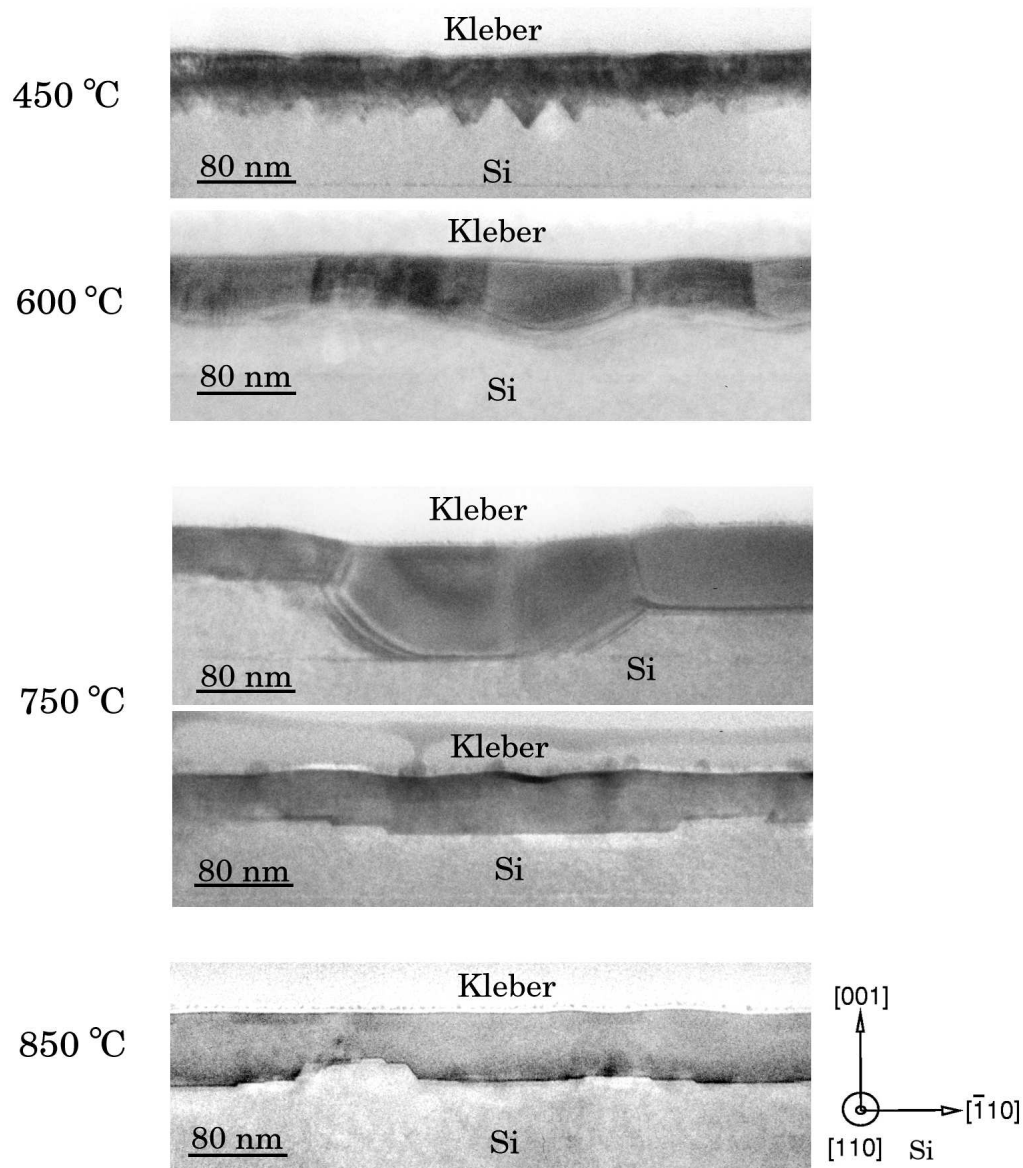 Kleber
450 °C
Si
80 nm
Kleber
600 °C
80 nm
Si
Kleber
Si
80 nm
750 °C
Kleber
80 nm
Si
Kleber
[001]
850 °C
80 nm
Si
[1̄10]
[110]
Si